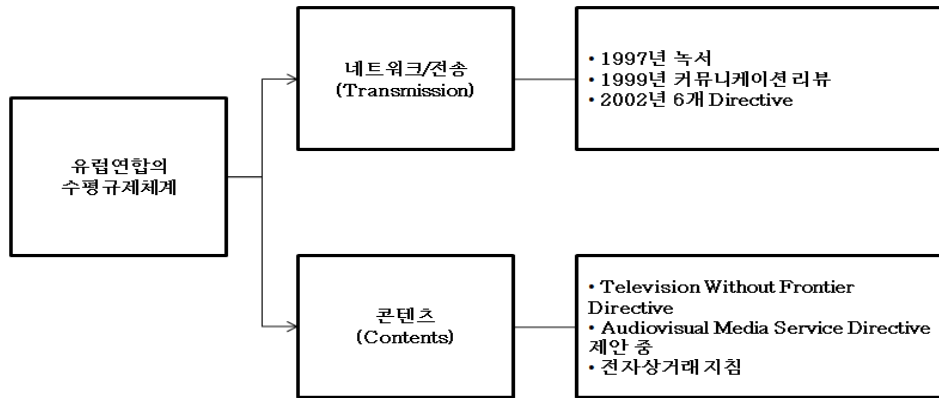 유럽연합의
수평규제체계
네트워크/전송
(Transmission)
• 1997년 녹서
• 1999년 커뮤니케이션 리뷰
• 2002년 6개 Directive
콘텐츠
(Contents)
• Television Without Frontier
Directive
• Audiovisual Media Service Directive
제안 중
• 전자상거래 지침